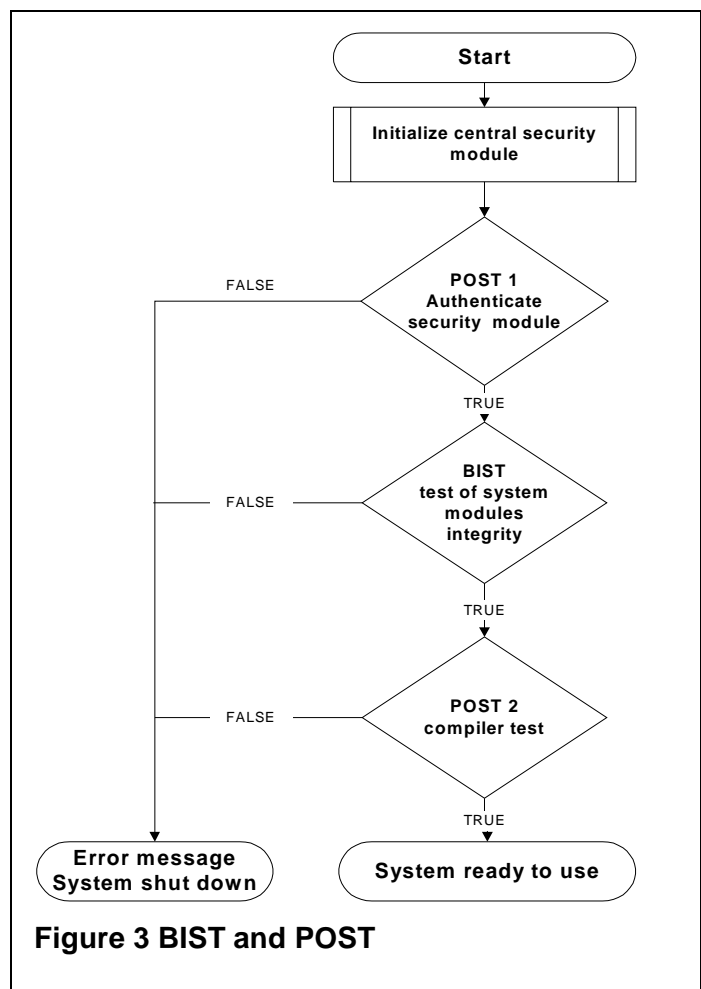 Start
Initialize central security
module
POST 1
Authenticate
security module
FALSE
TRUE
BIST
test of system
modules
integrity
FALSE
TRUE
POST 2
compiler test
FALSE
TRUE
Error message
System shut down
System ready to use
Figure 3 BIST and POST